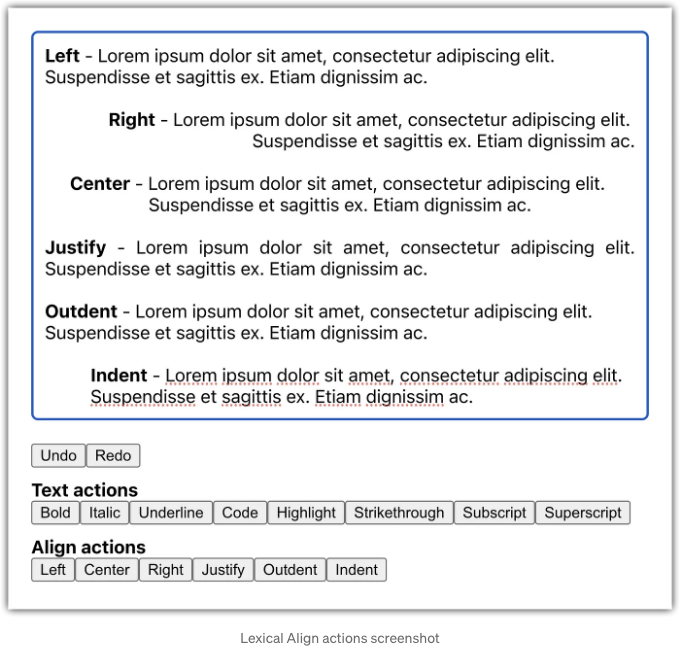 Left - Lorem ipsum dolor sit amet, consectetur adipiscing elit.
Suspendisse et sagittis ex. Etiam dignissim ac.
Right - Lorem ipsum dolor sit amet, consectetur adipiscing elit.
Suspendisse et sagittis ex. Etiam dignissim ac.
Center - Lorem ipsum dolor sit amet, consectetur adipiscing elit.
Suspendisse et sagittis ex. Etiam dignissim ac.
Justify - Lorem ipsum dolor sit amet, consectetur adipiscing elit.
Suspendisse et sagittis ex. Etiam dignissim ac.
Outdent - Lorem ipsum dolor sit amet, consectetur adipiscing elit.
Suspendisse et sagittis ex. Etiam dignissim ac.
Indent - Lorem ipsum dolor sit amet, consectetur adipiscing elit.
Suspendisse et sagittis ex. Etiam dignissim ac.
Undo Redo
Text actions
Bold Italic Underline Code Highlight Strikethrough Subscript Superscript
Align actions
Left Center Right Justify Outdent Indent
Lexical Align actions screenshot